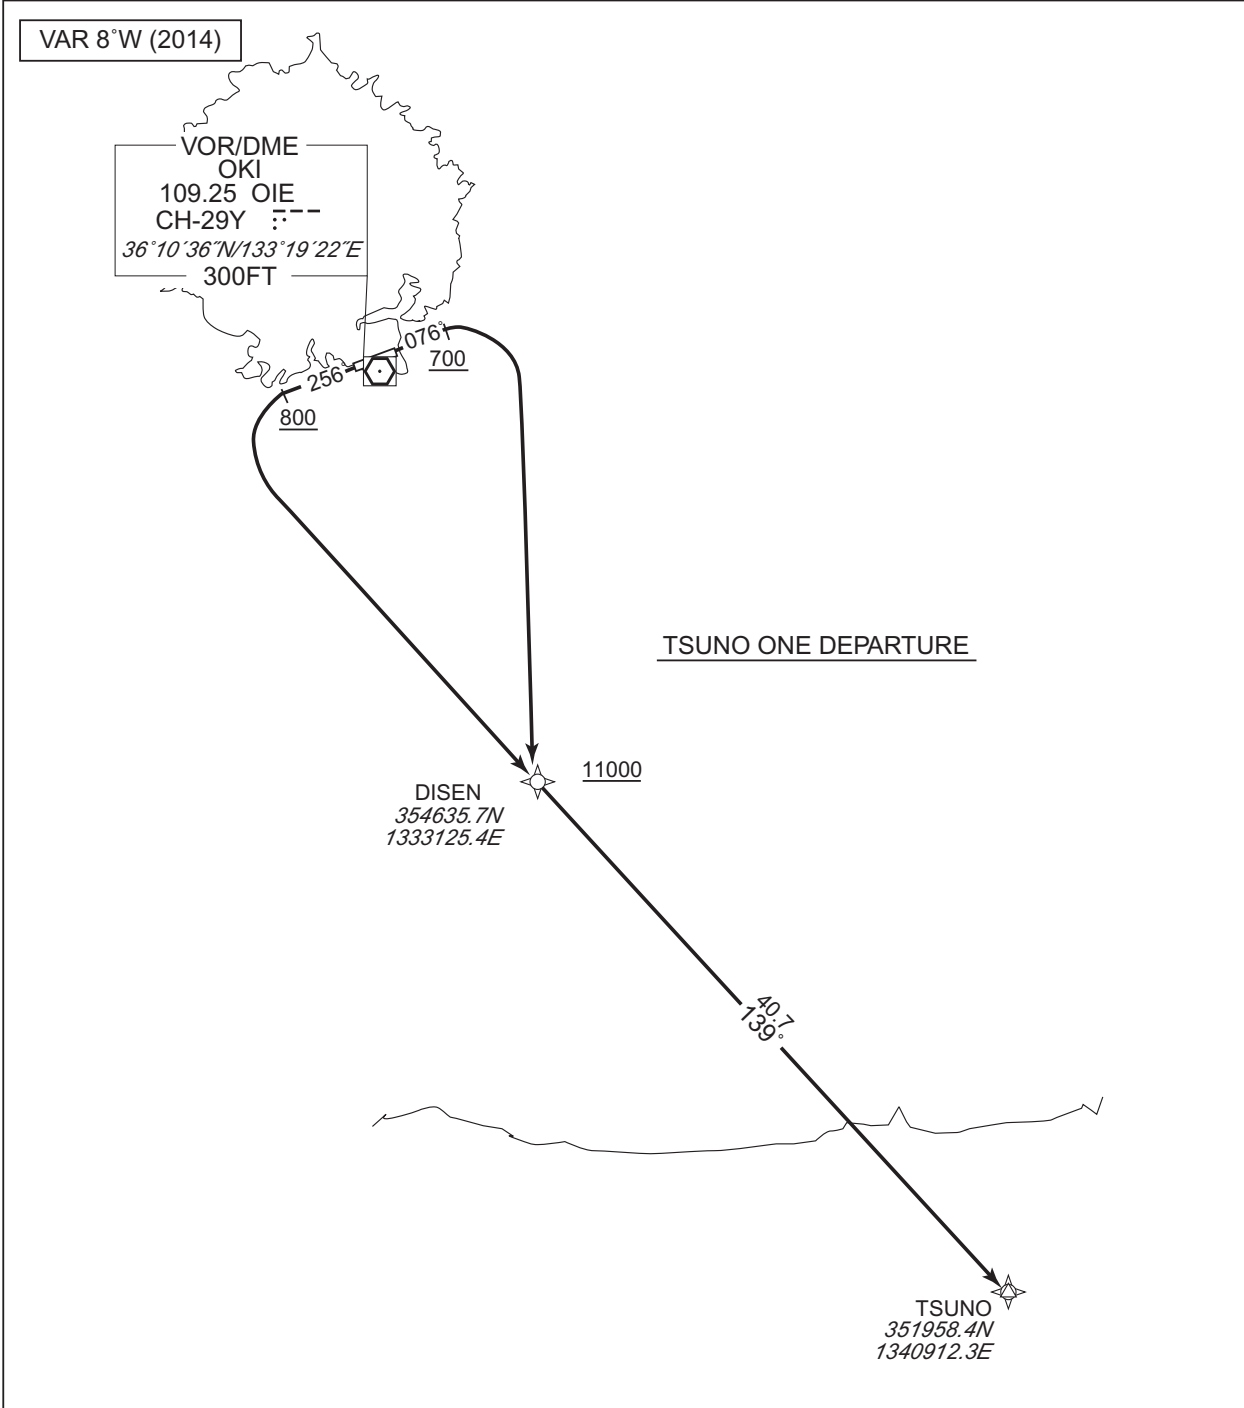 VAR 8°W (2014)
VOR/DME
OKI
109.25 OIE
CH-29Y
36°10´36˝N/133°19´22˝E
300FT
076°
700
256
800
TSUNO ONE DEPARTURE
11000
DISEN
354635.7N
1333125.4E
40.7
139°
TSUNO
351958.4N
1340912.3E